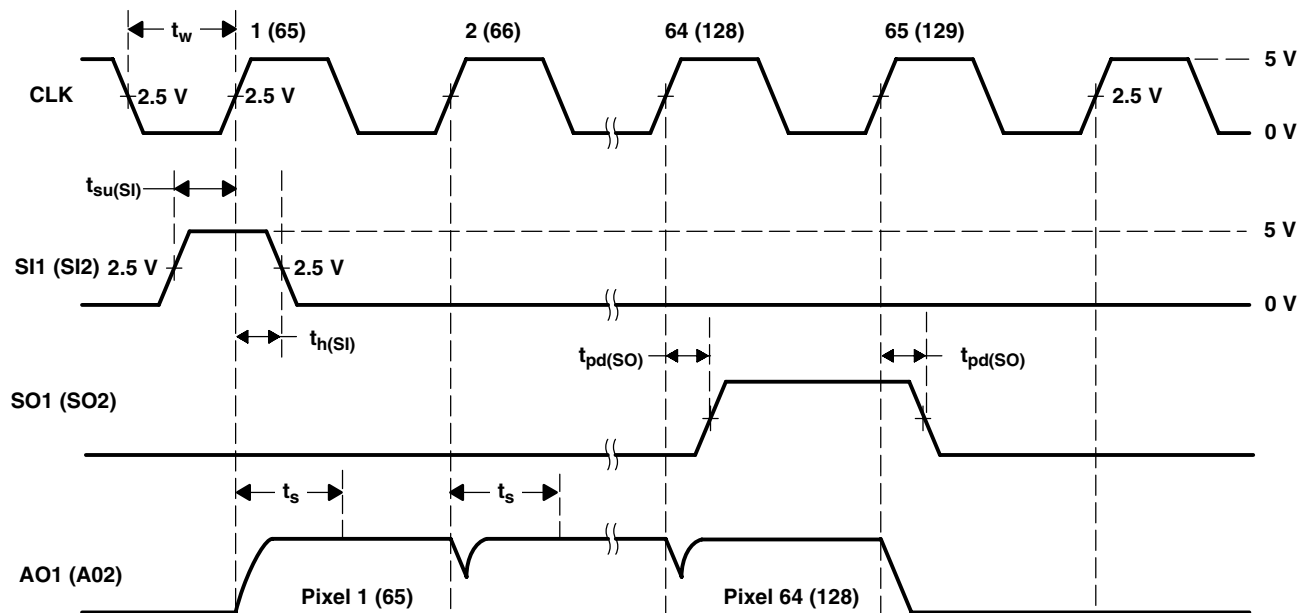 tw 1 (65) 2 (66) 64 (128) 65 (129)
5 V
CLK 2.5 V 2.5 V 2.5 V
0 V
tsu(SI)
5 V
SI1 (SI2) 2.5 V 2.5 V
0 V
th(SI) tpd(SO) tpd(SO)
SO1 (SO2)
ts ts
AO1 (A02)
Pixel 1 (65) Pixel 64 (128)